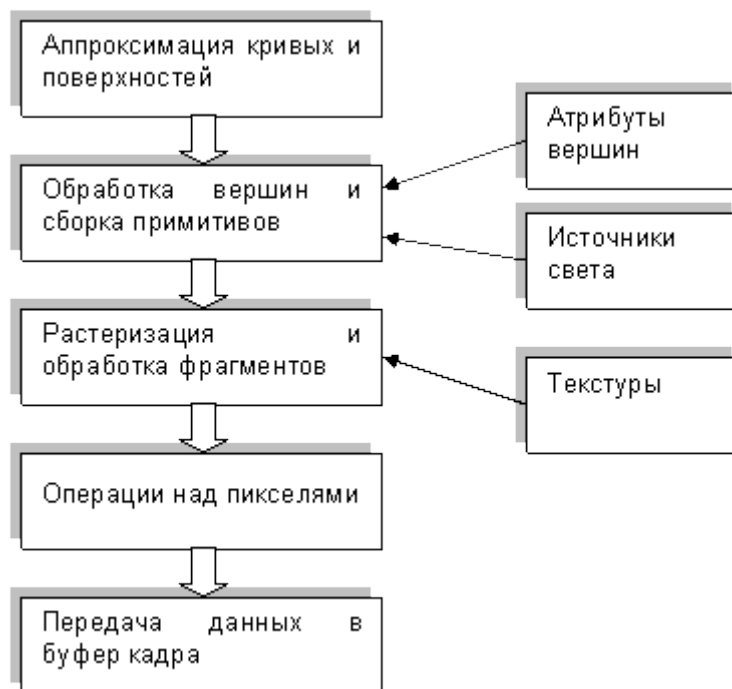 Аппроксимация кривых и
поверхностей
Атрибуты
вершин
Обработка вершин и
сборка примитивов
Источники
света
Растеризация и
обработка фрагментов
Текстуры
Операции над пикселями
Передача данных в
буфер кадра